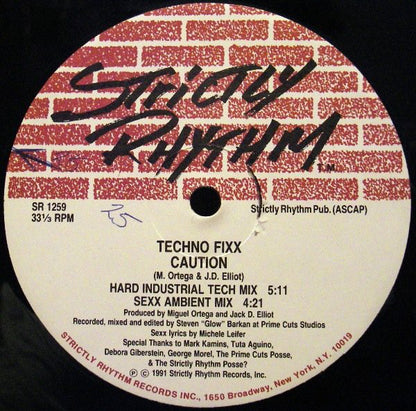 STRICTLY
RHYTHM
T.M.
SR 1259
33⅓ RPM
25
Strictly Rhythm Pub. (ASCAP)
TECHNO FIXX
CAUTION
(M. Ortega & J.D. Elliot)
HARD INDUSTRIAL TECH MIX 5:11
SEXX AMBIENT MIX 4:21
Produced by Miguel Ortega and Jack D. Elliot
Recorded, mixed and edited by Steven "Glow" Barkan at Prime Cuts Studios
Sexx lyrics by Michele Leifer
Special Thanks to Mark Kamins, Tuta Aguino,
Debora Giberstein, George Morel, The Prime Cuts Posse,
& The Strictly Rhythm Posse?
℗ © 1991 Strictly Rhythm Records, Inc.
STRICTLY RHYTHM RECORDS INC., 1650 Broadway, New York, N.Y. 10019